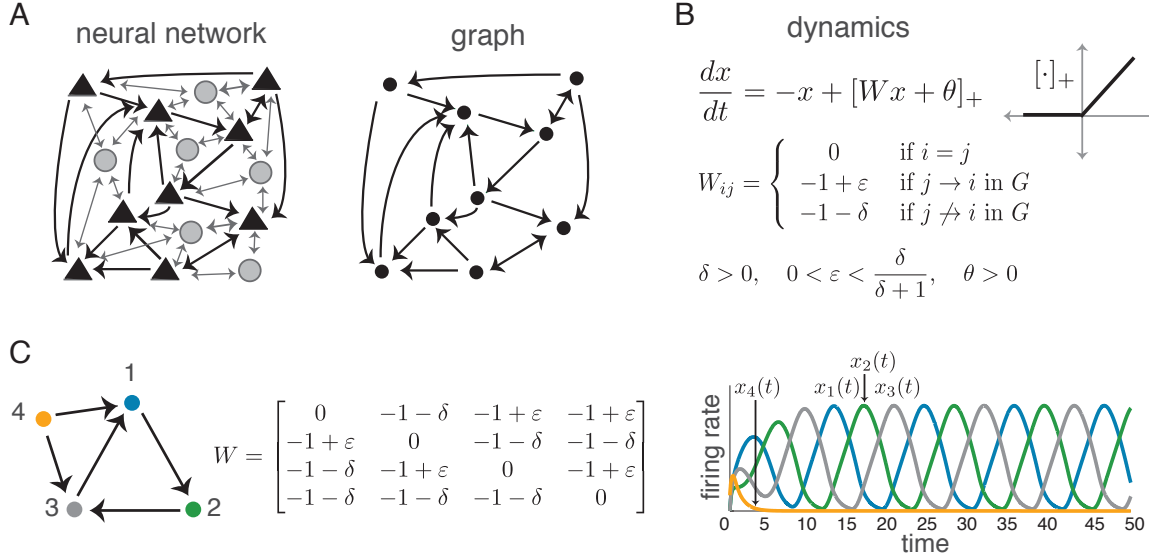 A
neural network
graph
B
dynamics
dx/dt = −x + [Wx + θ]₊
[·]₊
W_ij = { 0 if i = j
−1 + ε if j → i in G
−1 − δ if j ↛ i in G
δ > 0, 0 < ε < δ/(δ + 1), θ > 0
C
1
4
3
2
W = [ 0 −1 − δ −1 + ε −1 + ε
−1 + ε 0 −1 − δ −1 − δ
−1 − δ −1 + ε 0 −1 + ε
−1 − δ −1 − δ −1 − δ 0 ]
x₂(t)
x₄(t) x₁(t) x₃(t)
firing rate
0 5 10 15 20 25 30 35 40 45 50
time